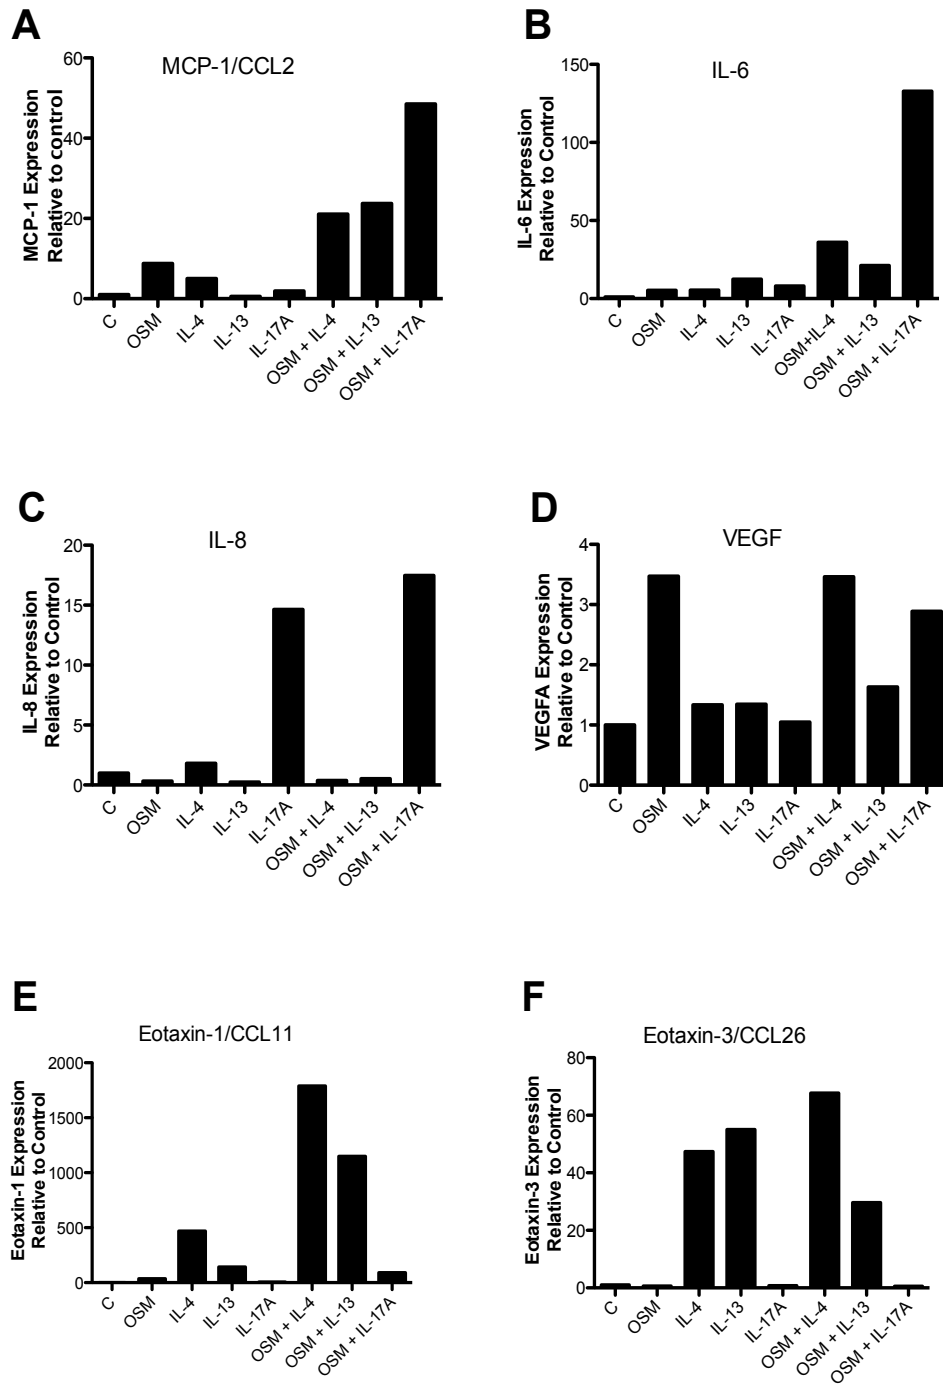 A
MCP-1/CCL2
MCP-1 Expression
Relative to control
60
40
20
0
C
OSM
IL-4
IL-13
IL-17A
OSM + IL-4
OSM + IL-13
OSM + IL-17A
B
IL-6
IL-6 Expression
Relative to Control
150
100
50
0
C
OSM
IL-4
IL-13
IL-17A
OSM+IL-4
OSM + IL-13
OSM + IL-17A
C
IL-8
IL-8 Expression
Relative to Control
20
15
10
5
0
C
OSM
IL-4
IL-13
IL-17A
OSM + IL-4
OSM + IL-13
OSM + IL-17A
D
VEGF
VEGFA Expression
Relative to Control
4
3
2
1
0
C
OSM
IL-4
IL-13
IL-17A
OSM + IL-4
OSM + IL-13
OSM + IL-17A
E
Eotaxin-1/CCL11
Eotaxin-1 Expression
Relative to Control
2000
1500
1000
500
0
C
OSM
IL-4
IL-13
IL-17A
OSM + IL-4
OSM + IL-13
OSM + IL-17A
F
Eotaxin-3/CCL26
Eotaxin-3 Expression
Relative to Control
80
60
40
20
0
C
OSM
IL-4
IL-13
IL-17A
OSM + IL-4
OSM + IL-13
OSM + IL-17A